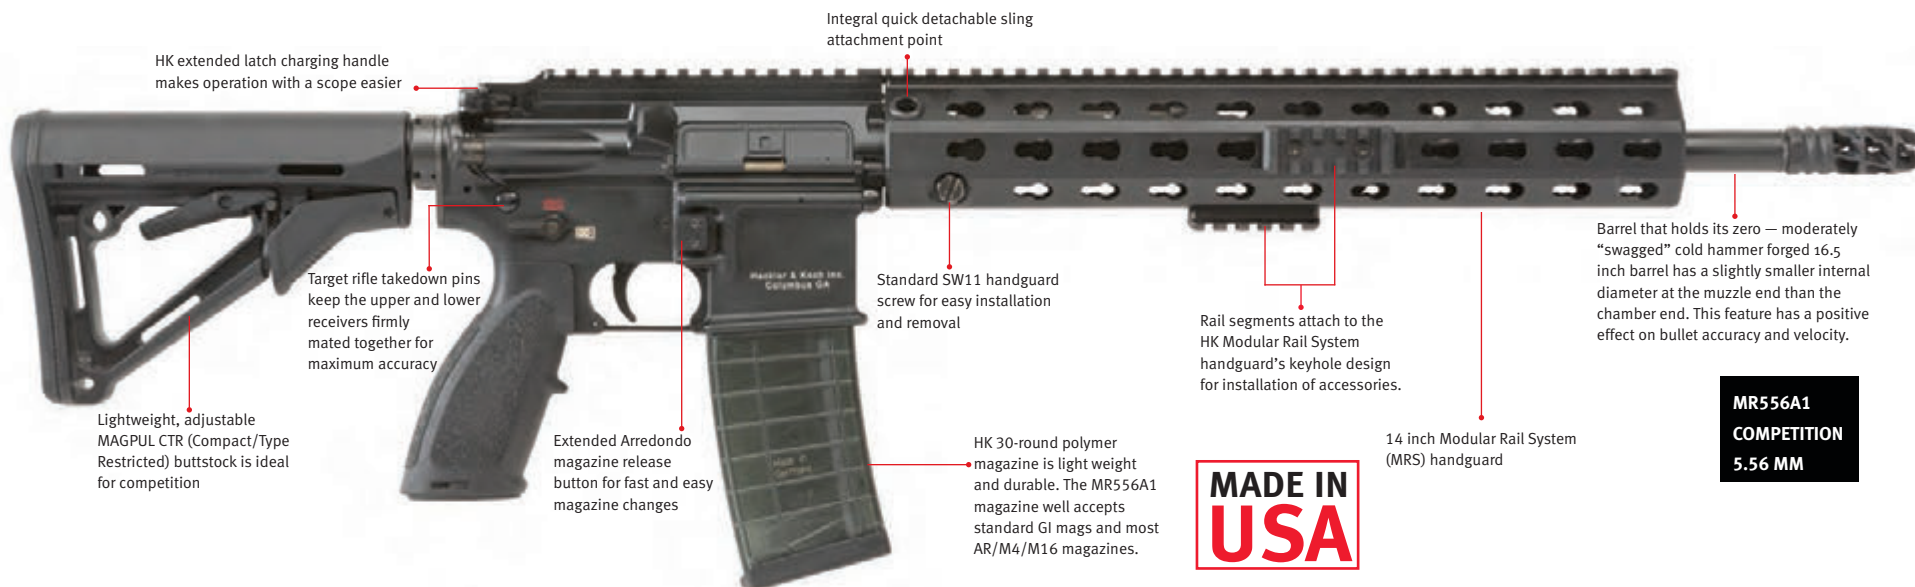 Integral quick detachable sling
attachment point
HK extended latch charging handle
makes operation with a scope easier
Target rifle takedown pins
keep the upper and lower
receivers firmly
mated together for
maximum accuracy
Heckler & Koch Inc.
Columbus GA
Standard SW11 handguard
screw for easy installation
and removal
Rail segments attach to the
HK Modular Rail System
handguard's keyhole design
for installation of accessories.
Barrel that holds its zero — moderately
“swagged” cold hammer forged 16.5
inch barrel has a slightly smaller internal
diameter at the muzzle end than the
chamber end. This feature has a positive
effect on bullet accuracy and velocity.
Lightweight, adjustable
MAGPUL CTR (Compact/Type
Restricted) buttstock is ideal
for competition
Extended Arredondo
magazine release
button for fast and easy
magazine changes
Made in
Germany
HK 30-round polymer
magazine is light weight
and durable. The MR556A1
magazine well accepts
standard GI mags and most
AR/M4/M16 magazines.
MADE IN
USA
14 inch Modular Rail System
(MRS) handguard
MR556A1
COMPETITION
5.56 MM